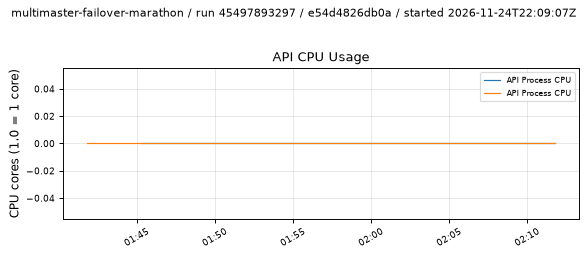 multimaster-failover-marathon / run 45497893297 / e54d4826db0a / started 2026-11-24T22:09:07Z
API CPU Usage
CPU cores (1.0 = 1 core)
0.04
0.02
0.00
−0.02
−0.04
API Process CPU
API Process CPU
01:45
01:50
01:55
02:00
02:05
02:10